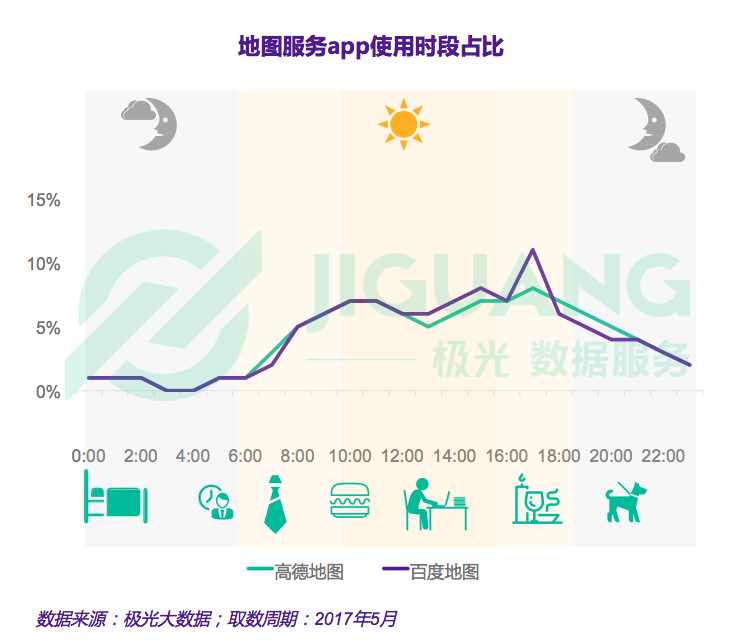 地图服务app使用时段占比
15%
10%
5%
0%
JIGUANG
极光 数据服务
0:00 2:00 4:00 6:00 8:00 10:00 12:00 14:00 16:00 18:00 20:00 22:00
高德地图 百度地图
数据来源：极光大数据；取数周期：2017年5月